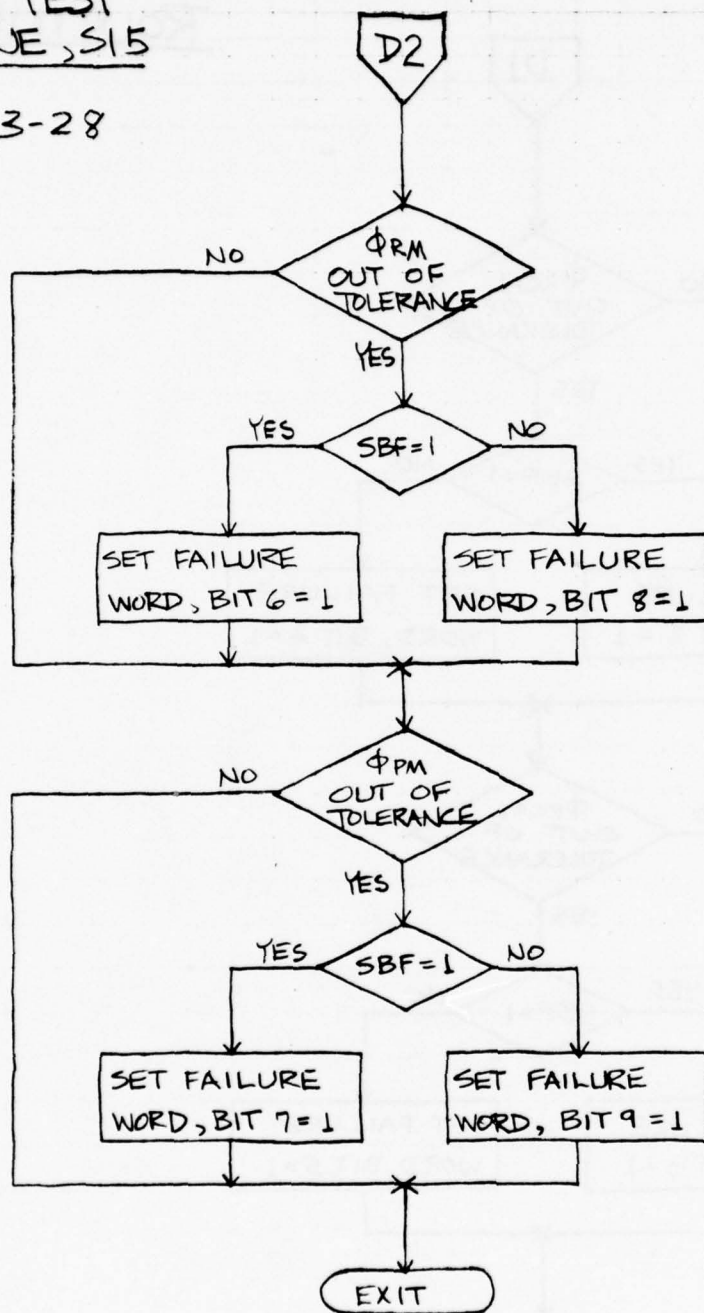 TEST
UE, S15
3-28
D2
ΦRM
OUT OF
TOLERANCE
NO
YES
SBF=1
YES
NO
SET FAILURE
WORD, BIT 6=1
SET FAILURE
WORD, BIT 8=1
ΦPM
OUT OF
TOLERANCE
NO
YES
SBF=1
YES
NO
SET FAILURE
WORD, BIT 7=1
SET FAILURE
WORD, BIT 9=1
EXIT